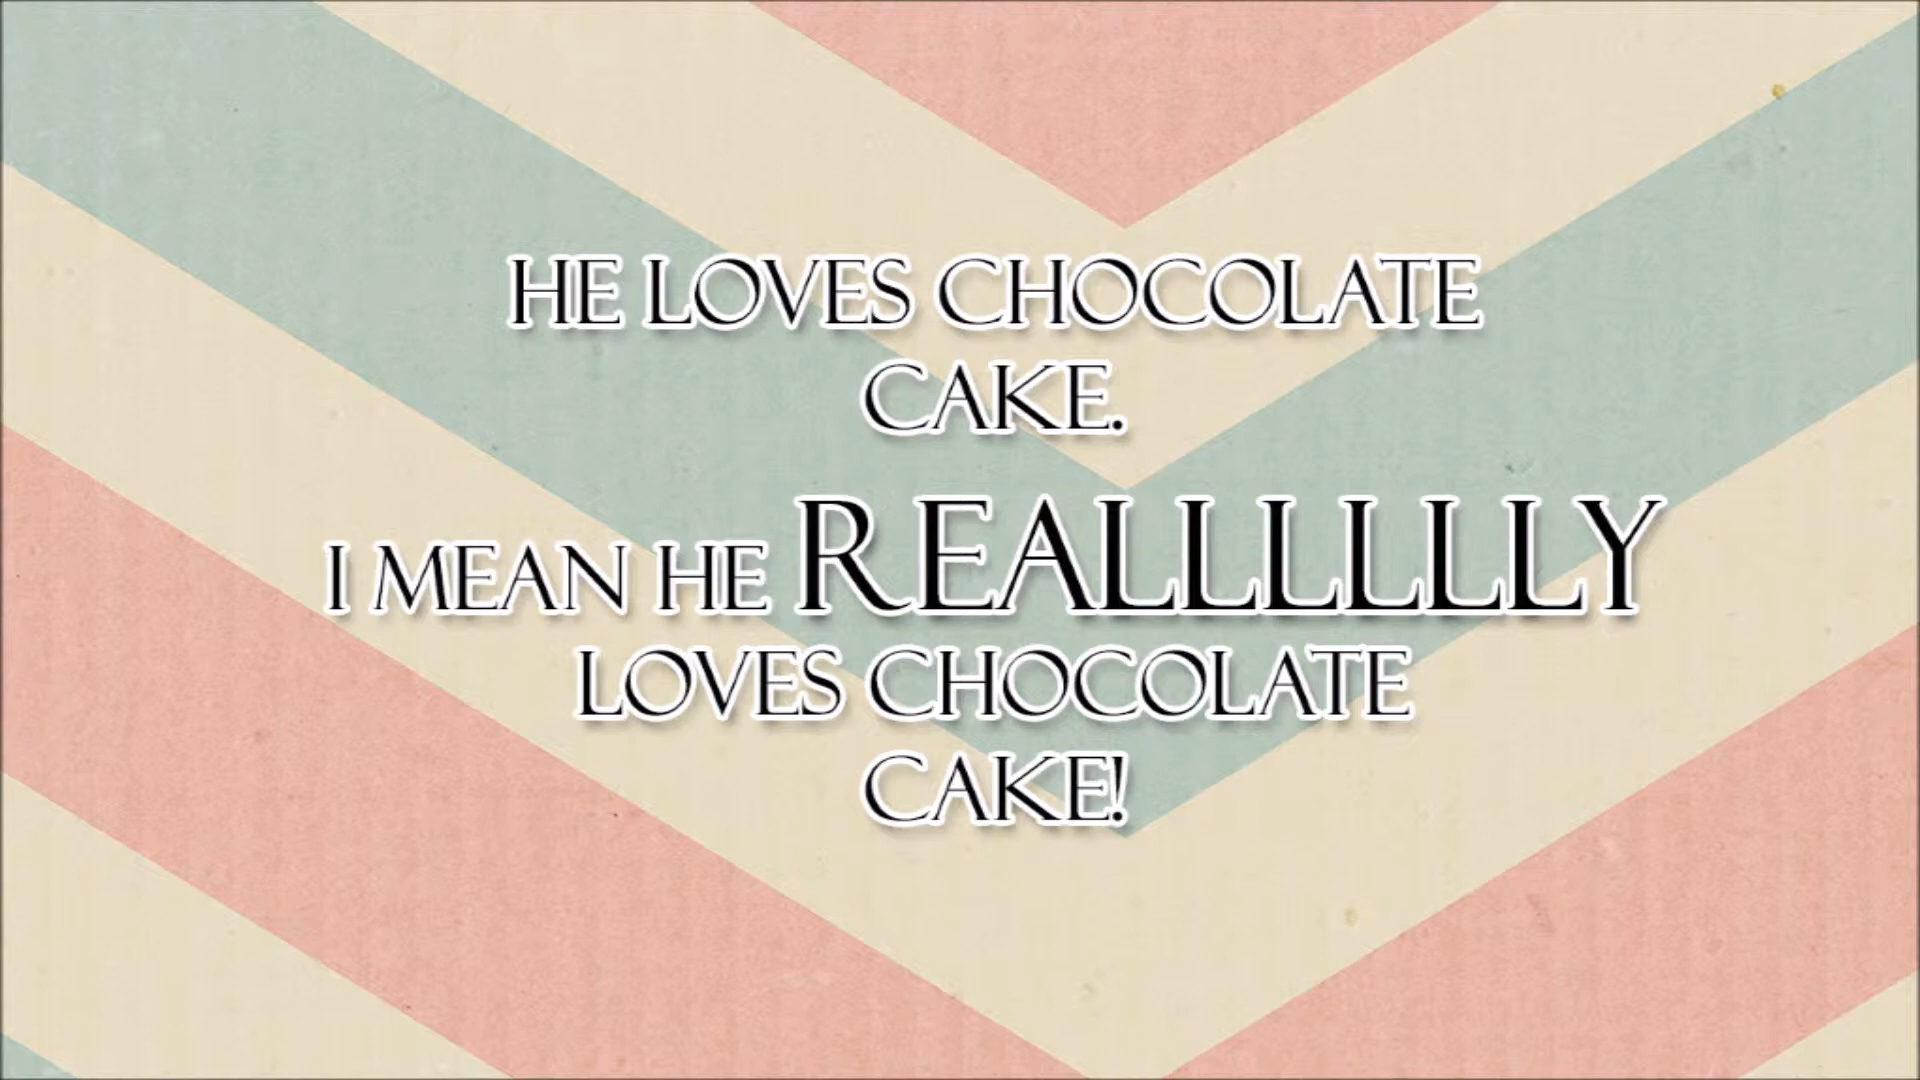 HE LOVES CHOCOLATE
CAKE.
I MEAN HE REALLLLLLY
LOVES CHOCOLATE
CAKE!